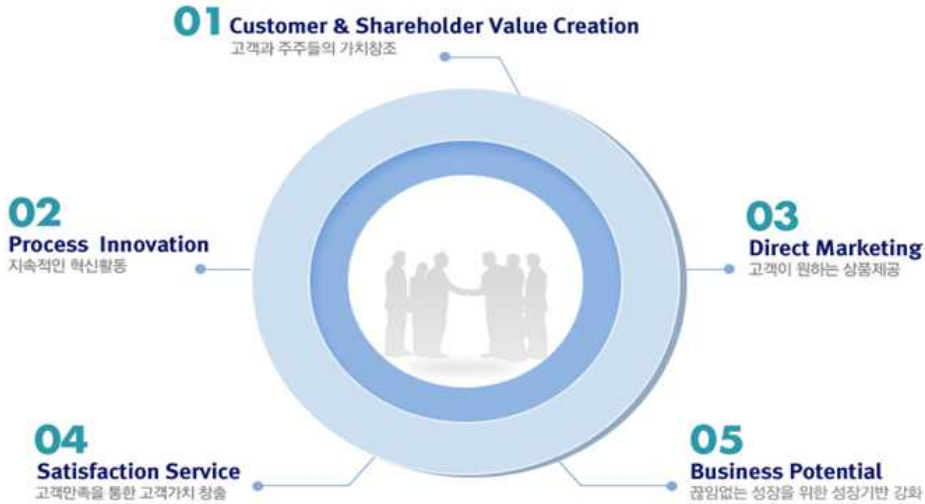 01 Customer & Shareholder Value Creation
고객과 주주들의 가치창조
02
Process Innovation
지속적인 혁신활동
03
Direct Marketing
고객이 원하는 상품제공
04
Satisfaction Service
고객만족을 통한 고객가치 창출
05
Business Potential
끊임없는 성장을 위한 성장기반 강화